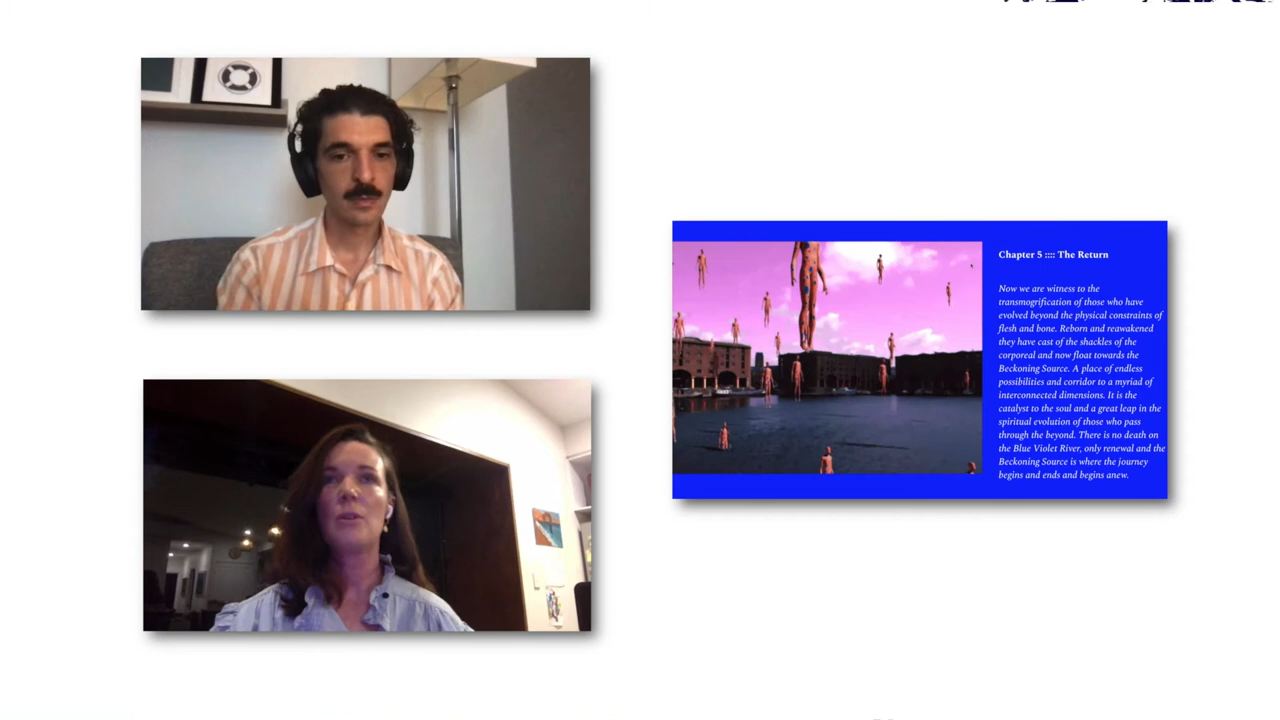 Chapter 5 :::: The Return
Now we are witness to the
transmogrification of those who have
evolved beyond the physical constraints of
flesh and bone. Reborn and reawakened
they have cast of the shackles of the
corporeal and now float towards the
Beckoning Source. A place of endless
possibilities and corridor to a myriad of
interconnected dimensions. It is the
catalyst to the soul and a great leap in the
spiritual evolution of those who pass
through the beyond. There is no death on
the Blue Violet River, only renewal and the
Beckoning Source is where the journey
begins and ends and begins anew.